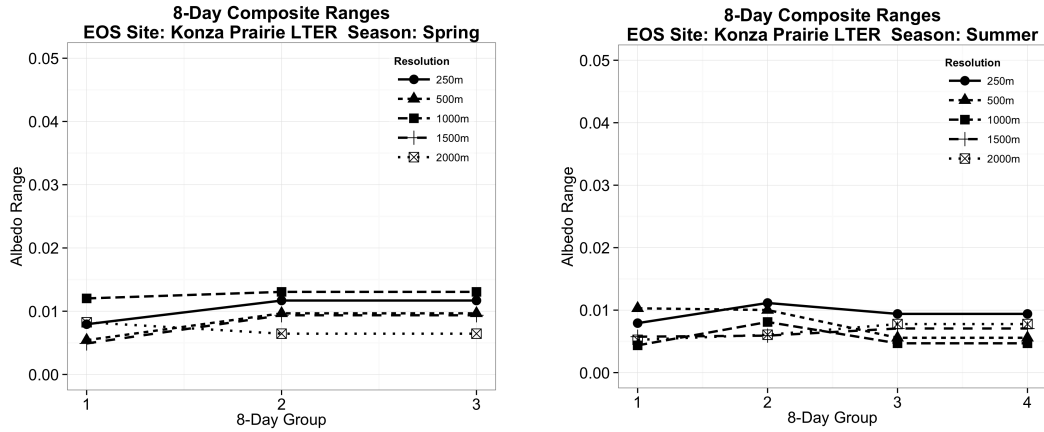 8-Day Composite Ranges
EOS Site: Konza Prairie LTER  Season: Spring
Albedo Range
0.05
0.04
0.03
0.02
0.01
0.00
Resolution
250m
500m
1000m
1500m
2000m
1
2
3
8-Day Group
8-Day Composite Ranges
EOS Site: Konza Prairie LTER  Season: Summer
Albedo Range
0.05
0.04
0.03
0.02
0.01
0.00
Resolution
250m
500m
1000m
1500m
2000m
1
2
3
4
8-Day Group